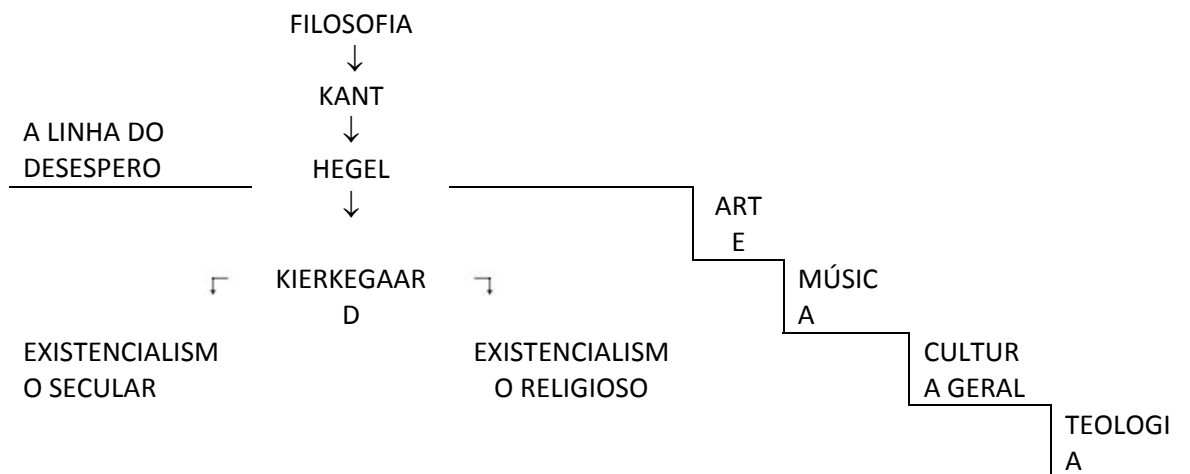 FILOSOFIA
↓
KANT
A LINHA DO
↓
DESESPERO
HEGEL
↓
ART
E
KIERKEGAAR
D
MÚSIC
A
EXISTENCIALISM
O SECULAR
EXISTENCIALISM
O RELIGIOSO
CULTUR
A GERAL
TEOLOGI
A